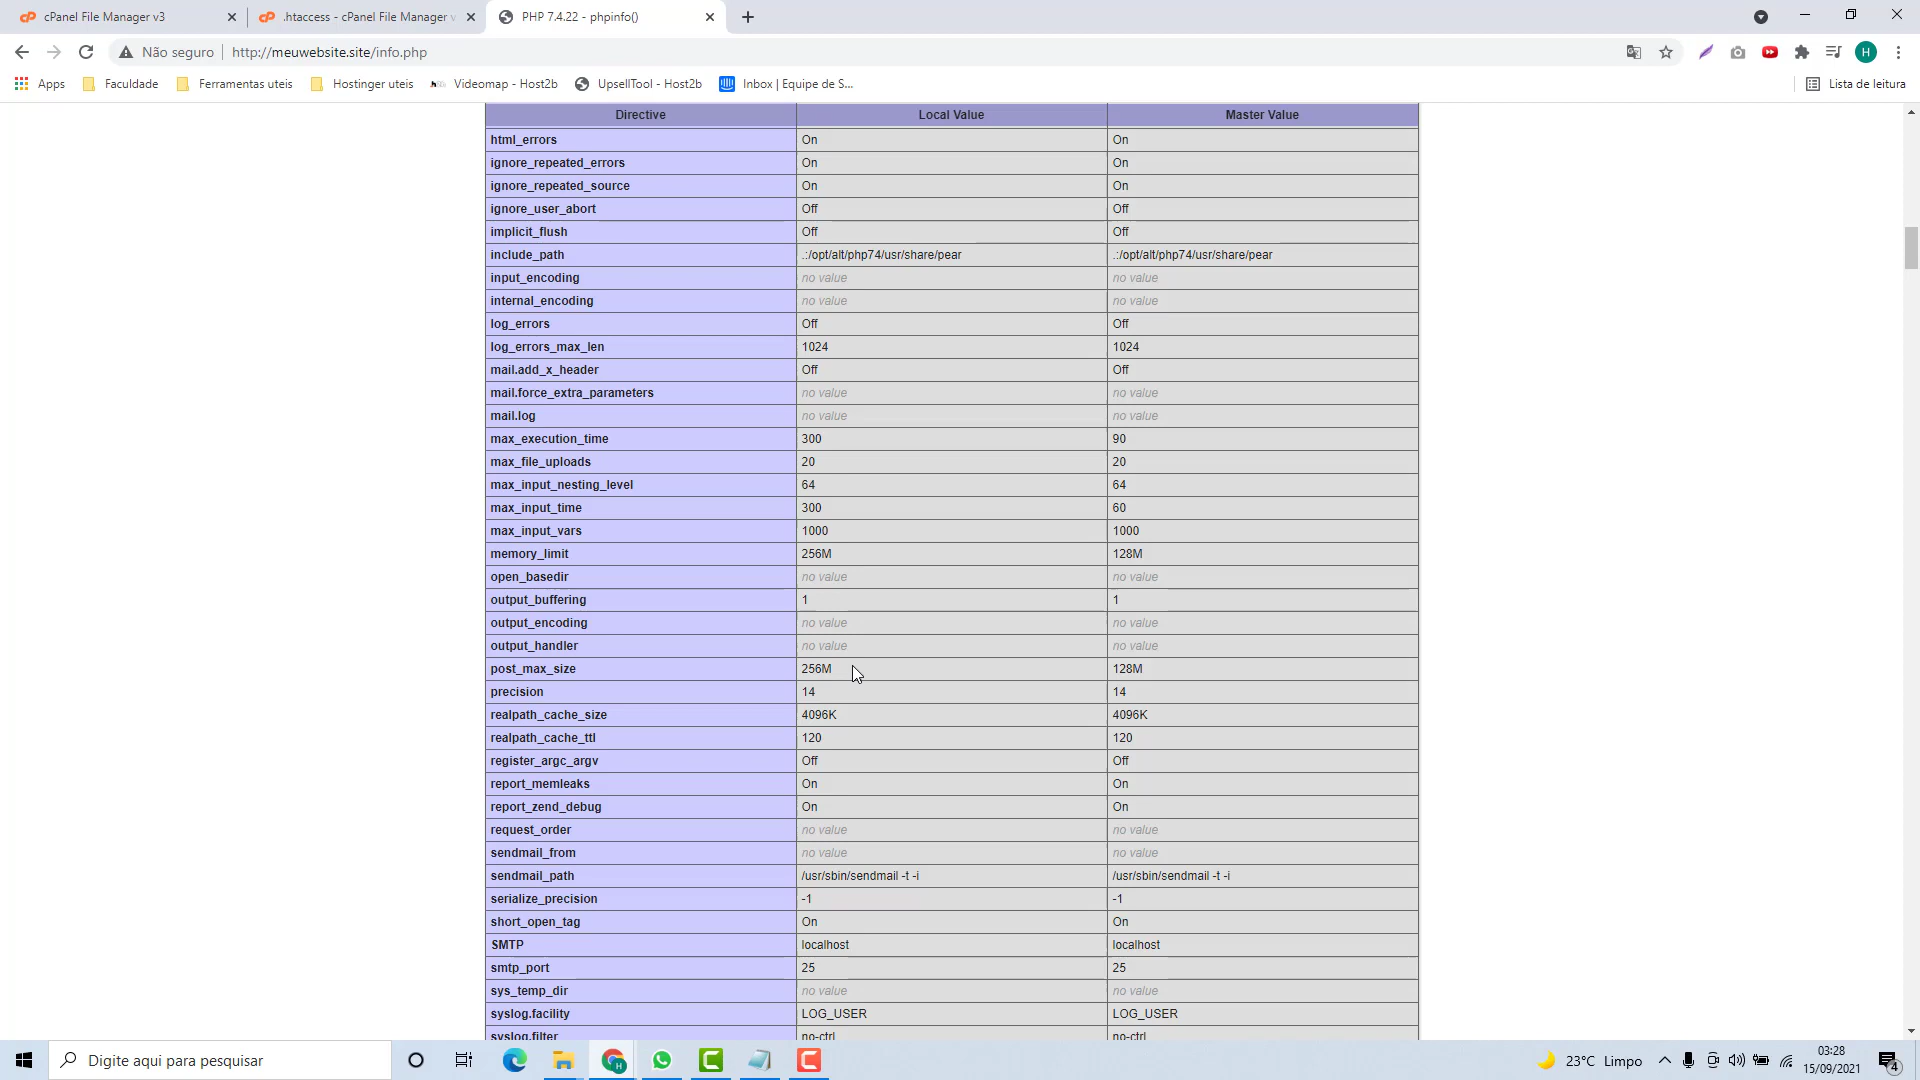 cPanel File Manager v3
.htaccess - cPanel File Manager v
PHP 7.4.22 - phpinfo()
Não seguro
http://meuwebsite.site/info.php
H
Apps
Faculdade
Ferramentas uteis
Hostinger uteis
Videomap - Host2b
UpsellTool - Host2b
Inbox | Equipe de S...
Lista de leitura
Directive Local Value Master Value
html_errors On On
ignore_repeated_errors On On
ignore_repeated_source On On
ignore_user_abort Off Off
implicit_flush Off Off
include_path .:/opt/alt/php74/usr/share/pear .:/opt/alt/php74/usr/share/pear
input_encoding no value no value
internal_encoding no value no value
log_errors Off Off
log_errors_max_len 1024 1024
mail.add_x_header Off Off
mail.force_extra_parameters no value no value
mail.log no value no value
max_execution_time 300 90
max_file_uploads 20 20
max_input_nesting_level 64 64
max_input_time 300 60
max_input_vars 1000 1000
memory_limit 256M 128M
open_basedir no value no value
output_buffering 1 1
output_encoding no value no value
output_handler no value no value
post_max_size 256M 128M
precision 14 14
realpath_cache_size 4096K 4096K
realpath_cache_ttl 120 120
register_argc_argv Off Off
report_memleaks On On
report_zend_debug On On
request_order no value no value
sendmail_from no value no value
sendmail_path /usr/sbin/sendmail -t -i /usr/sbin/sendmail -t -i
serialize_precision -1 -1
short_open_tag On On
SMTP localhost localhost
smtp_port 25 25
sys_temp_dir no value no value
syslog.facility LOG_USER LOG_USER
syslog.filter no-ctrl no-ctrl
Digite aqui para pesquisar
23°C Limpo
03:28
15/09/2021
4